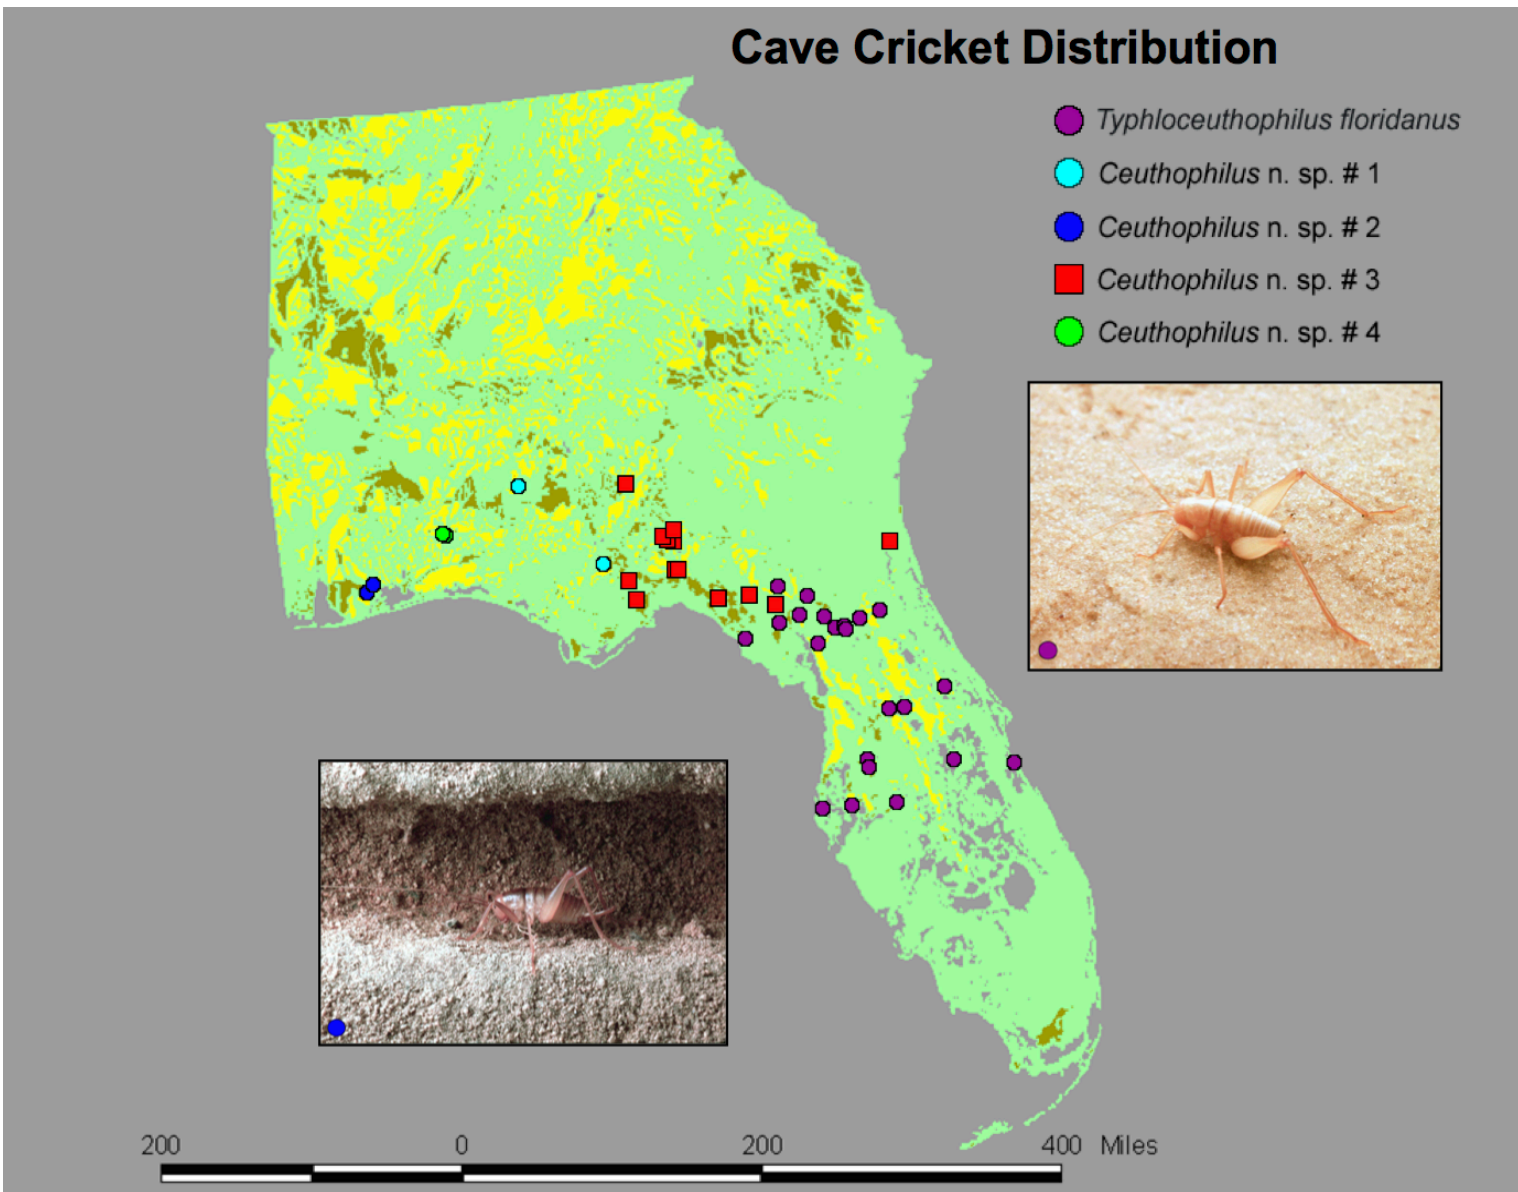 Cave Cricket Distribution
Typhloceuthophilus floridanus
Ceuthophilus n. sp. # 1
Ceuthophilus n. sp. # 2
Ceuthophilus n. sp. # 3
Ceuthophilus n. sp. # 4
200 0 200 400 Miles